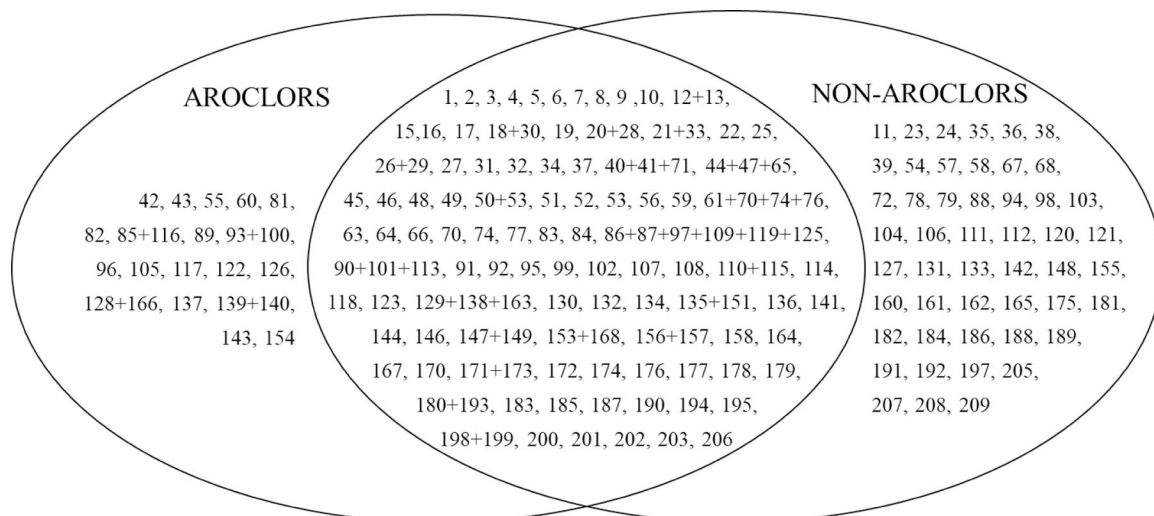 AROCLORS
42, 43, 55, 60, 81,
82, 85+116, 89, 93+100,
96, 105, 117, 122, 126,
128+166, 137, 139+140,
143, 154
1, 2, 3, 4, 5, 6, 7, 8, 9 ,10, 12+13,
15,16, 17, 18+30, 19, 20+28, 21+33, 22, 25,
26+29, 27, 31, 32, 34, 37, 40+41+71, 44+47+65,
45, 46, 48, 49, 50+53, 51, 52, 53, 56, 59, 61+70+74+76,
63, 64, 66, 70, 74, 77, 83, 84, 86+87+97+109+119+125,
90+101+113, 91, 92, 95, 99, 102, 107, 108, 110+115, 114,
118, 123, 129+138+163, 130, 132, 134, 135+151, 136, 141,
144, 146, 147+149, 153+168, 156+157, 158, 164,
167, 170, 171+173, 172, 174, 176, 177, 178, 179,
180+193, 183, 185, 187, 190, 194, 195,
198+199, 200, 201, 202, 203, 206
NON-AROCLORS
11, 23, 24, 35, 36, 38,
39, 54, 57, 58, 67, 68,
72, 78, 79, 88, 94, 98, 103,
104, 106, 111, 112, 120, 121,
127, 131, 133, 142, 148, 155,
160, 161, 162, 165, 175, 181,
182, 184, 186, 188, 189,
191, 192, 197, 205,
207, 208, 209